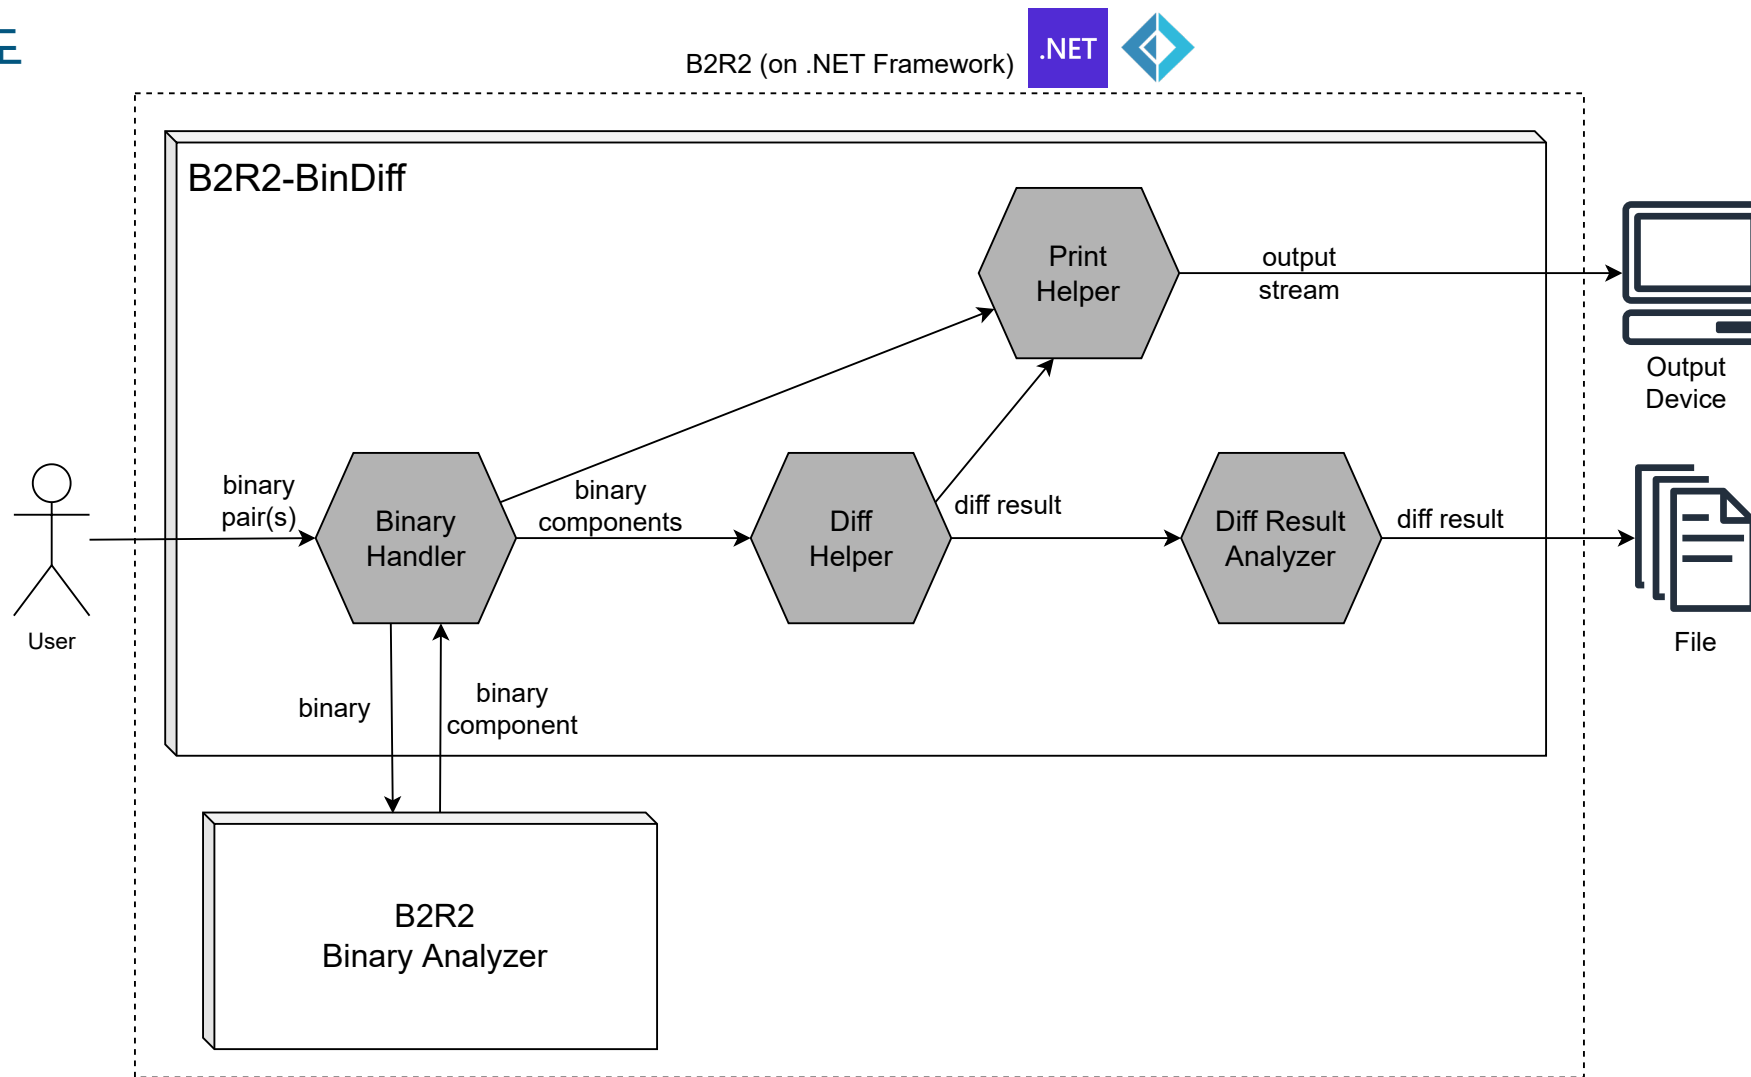 E
B2R2 (on .NET Framework)
.NET
B2R2-BinDiff
Print
Helper
output
stream
Output
Device
binary
pair(s)
Binary
Handler
binary
components
Diff
Helper
diff result
Diff Result
Analyzer
diff result
User
File
binary
binary
component
B2R2
Binary Analyzer